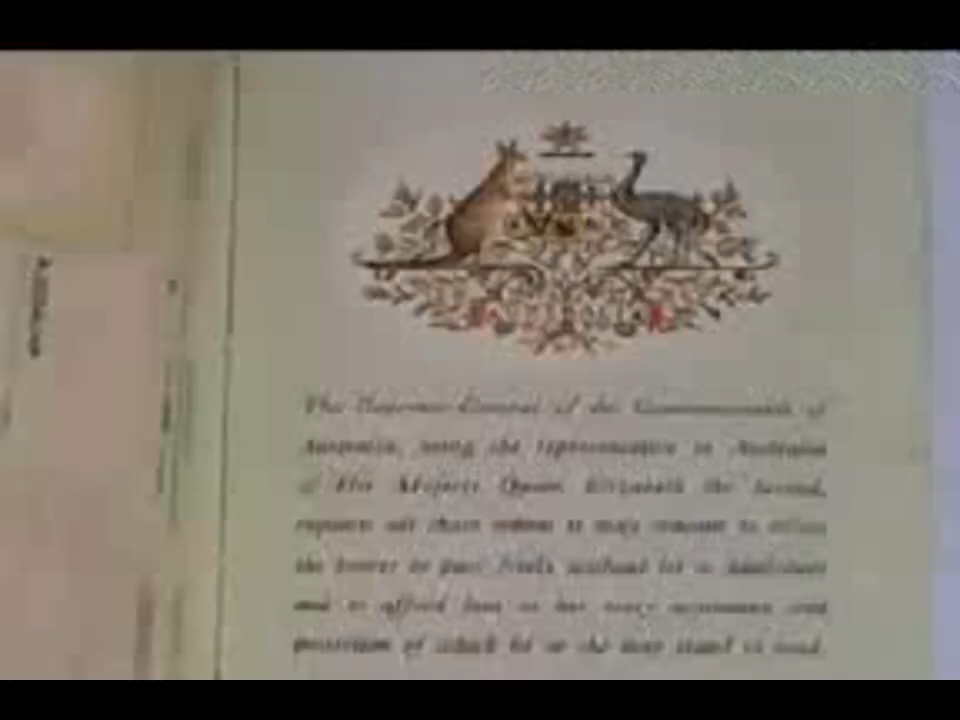 The Governor-General of the Commonwealth of
Australia, being the representative in Australia
of Her Majesty Queen Elizabeth the Second,
requests all those whom it may concern to allow
the bearer to pass freely without let or hindrance
and to afford him or her every assistance and
protection of which he or she may stand in need.